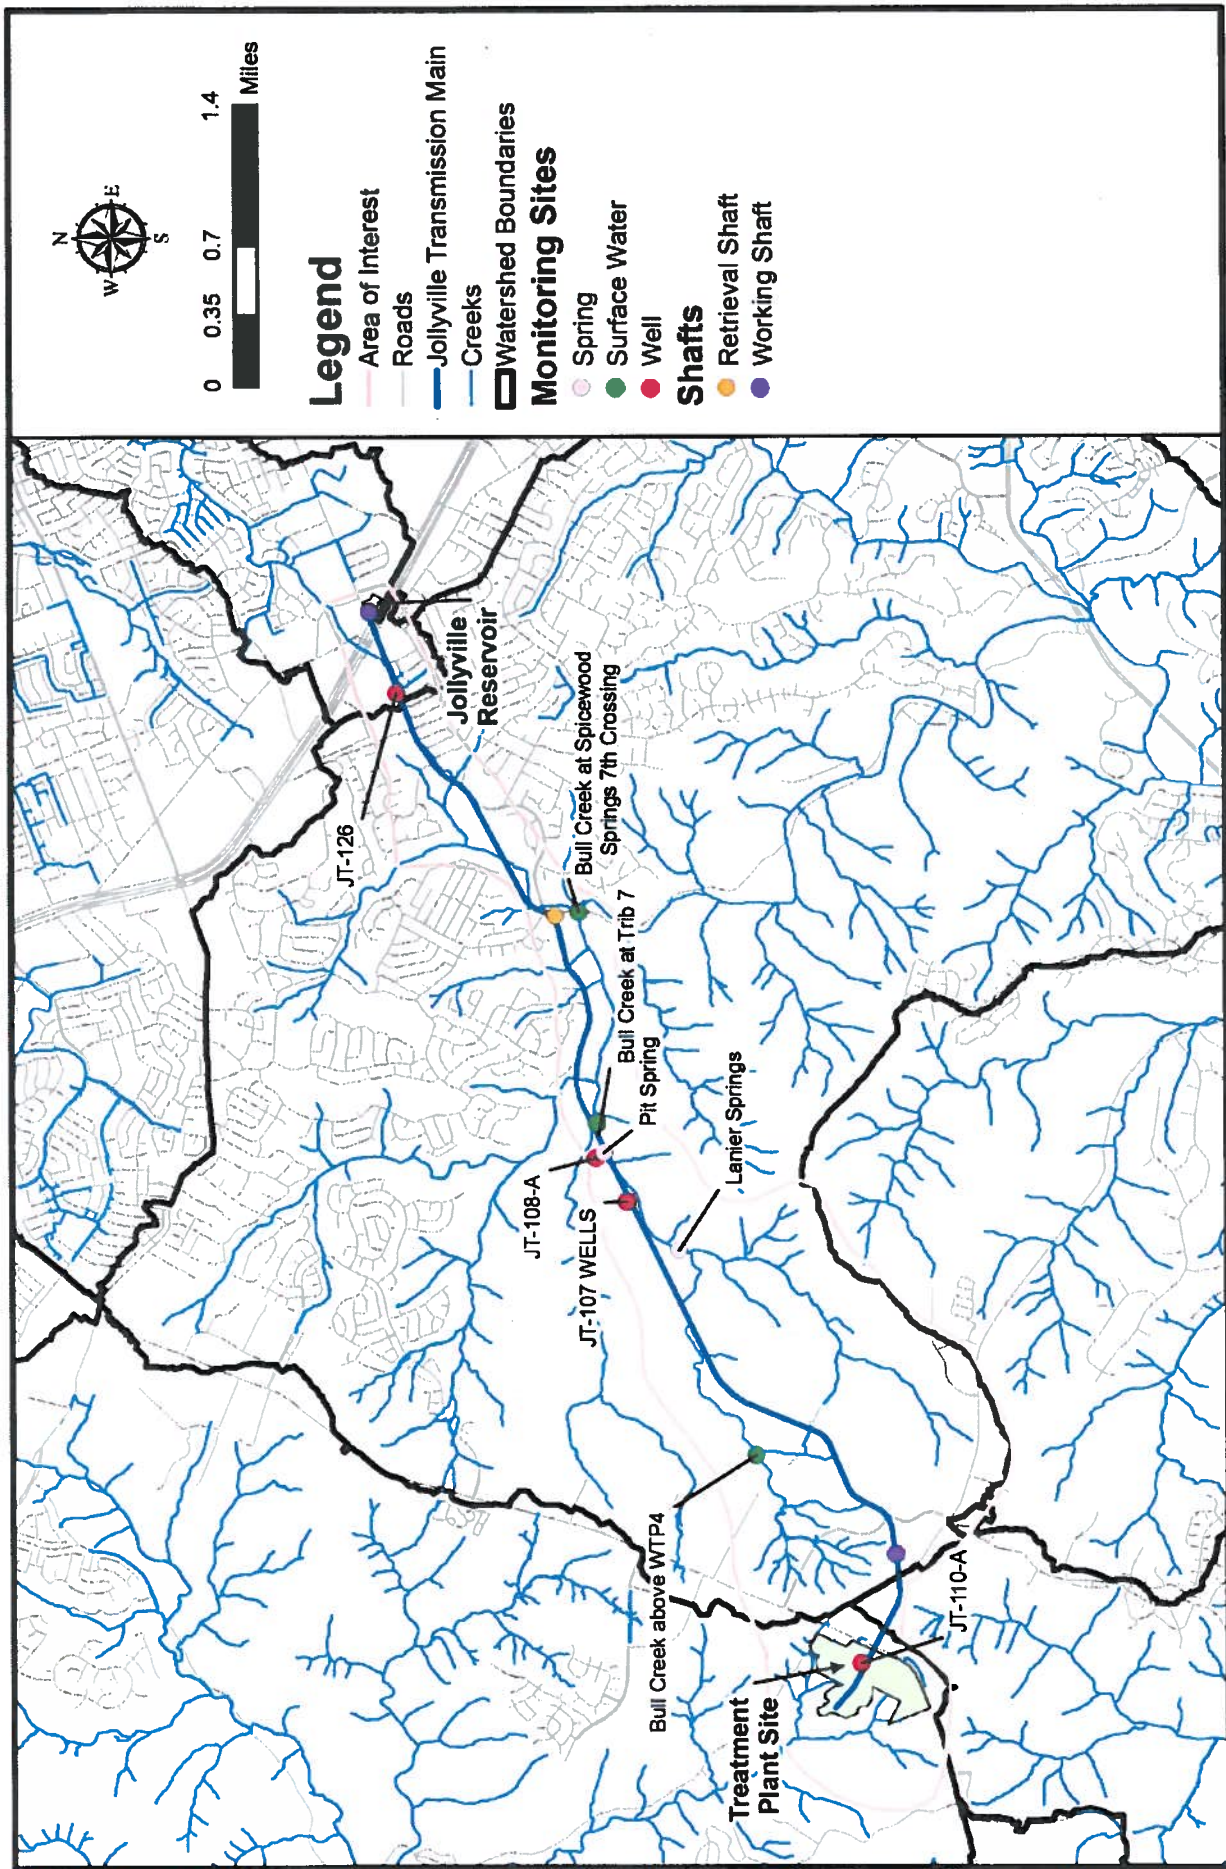 N
W
E
S
0
0.35
0.7
1.4
Miles
Legend
Area of Interest
Roads
Jollyville Transmission Main
Creeks
Watershed Boundaries
Monitoring Sites
Spring
Surface Water
Well
Shafts
Retrieval Shaft
Working Shaft
JT-126
Jollyville
Reservoir
Bull Creek at Spicewood
Springs 7th Crossing
Bull Creek at Trib 7
Pit Spring
JT-108-A
JT-107 WELLS
Lanier Springs
Bull Creek above WTP4
Treatment
Plant Site
JT-110-A